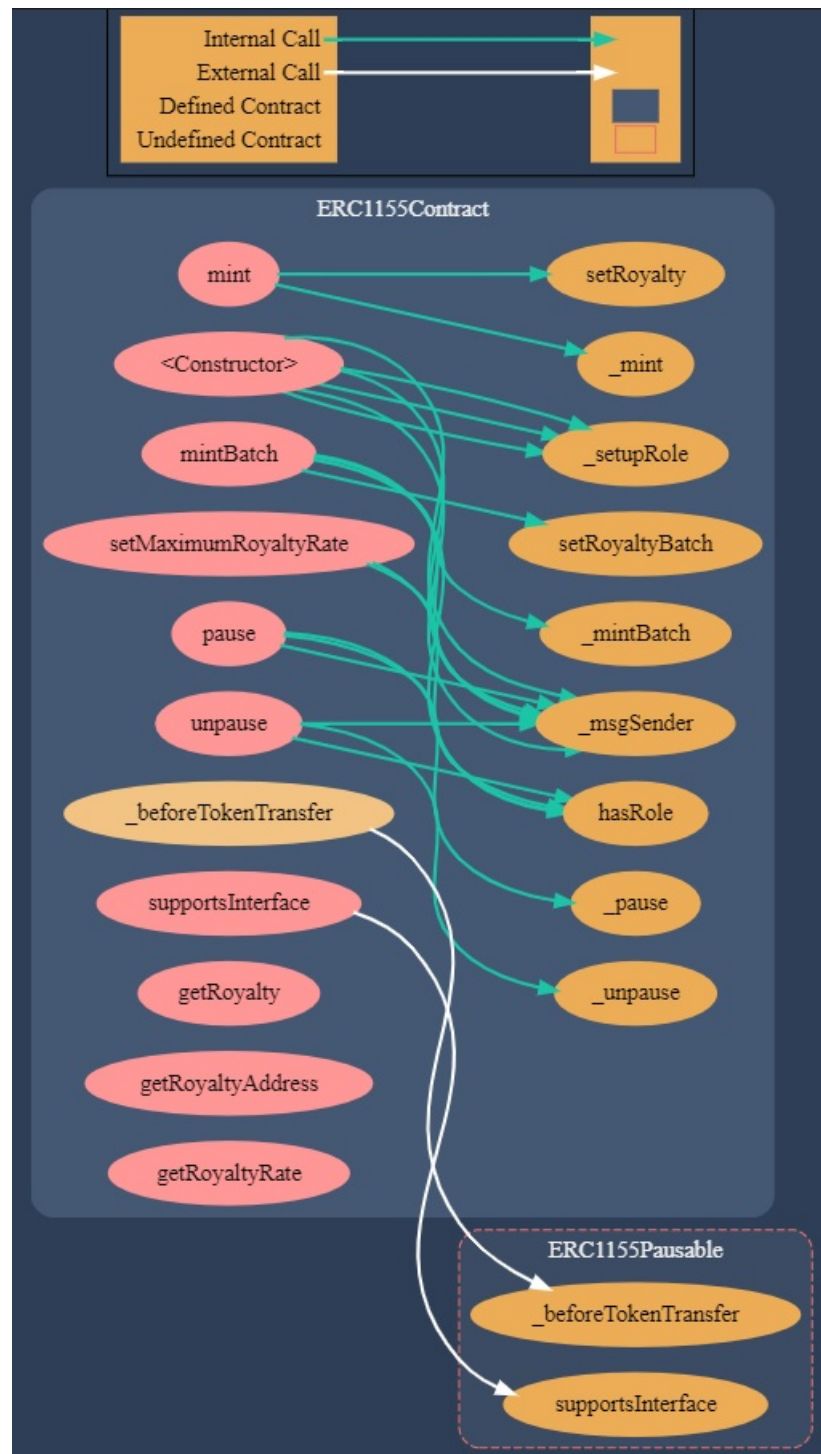 Internal Call
External Call
Defined Contract
Undefined Contract
ERC1155Contract
mint
setRoyalty
<Constructor>
_mint
mintBatch
_setupRole
setMaximumRoyaltyRate
setRoyaltyBatch
pause
_mintBatch
unpause
_msgSender
_beforeTokenTransfer
hasRole
supportsInterface
_pause
getRoyalty
_unpause
getRoyaltyAddress
getRoyaltyRate
ERC1155Pausable
_beforeTokenTransfer
supportsInterface